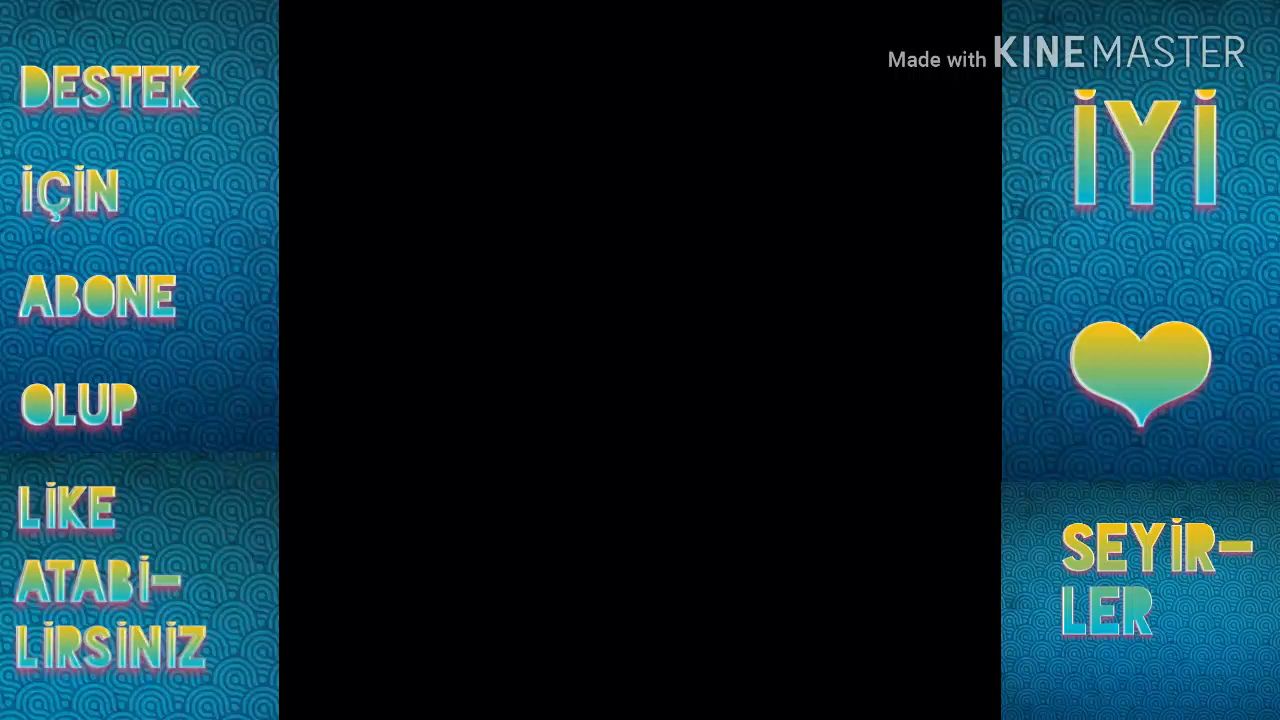 Made with KINEMASTER
DESTEK
İÇİN
ABONE
OLUP
LİKE
ATABİ-
LİRSİNİZ
İYİ
SEYİR-
LER